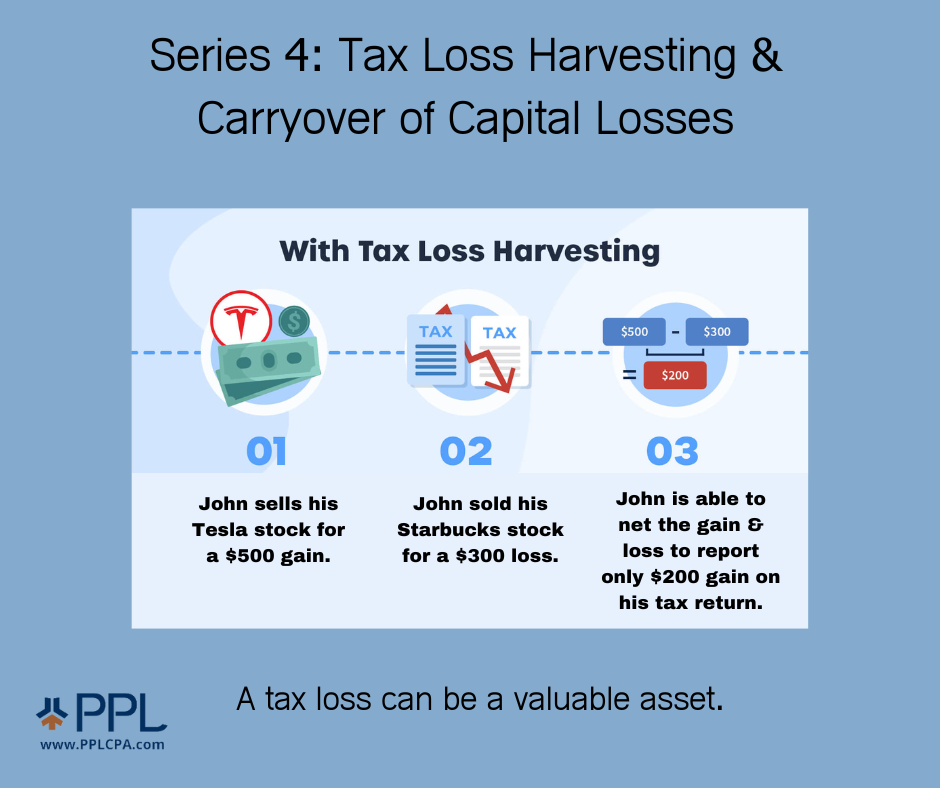 Series 4: Tax Loss Harvesting &
Carryover of Capital Losses
With Tax Loss Harvesting
$
TAX
TAX
$500 - $300
= $200
01
John sells his
Tesla stock for
a $500 gain.
02
John sold his
Starbucks stock
for a $300 loss.
03
John is able to
net the gain &
loss to report
only $200 gain on
his tax return.
A tax loss can be a valuable asset.
PPL
www.PPLCPA.com